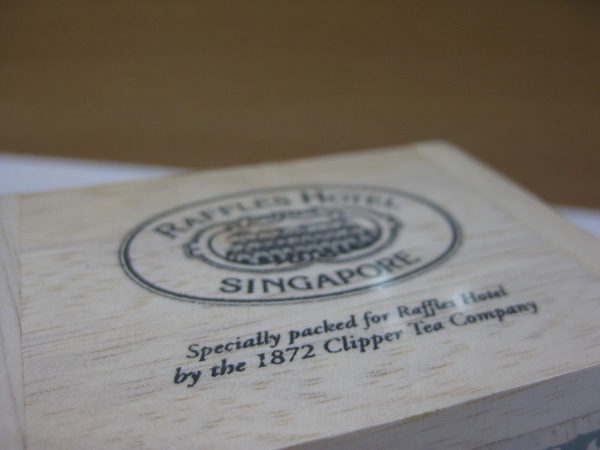 RAFFLES HOTEL
SINGAPORE
Specially packed for Raffles Hotel
by the 1872 Clipper Tea Company